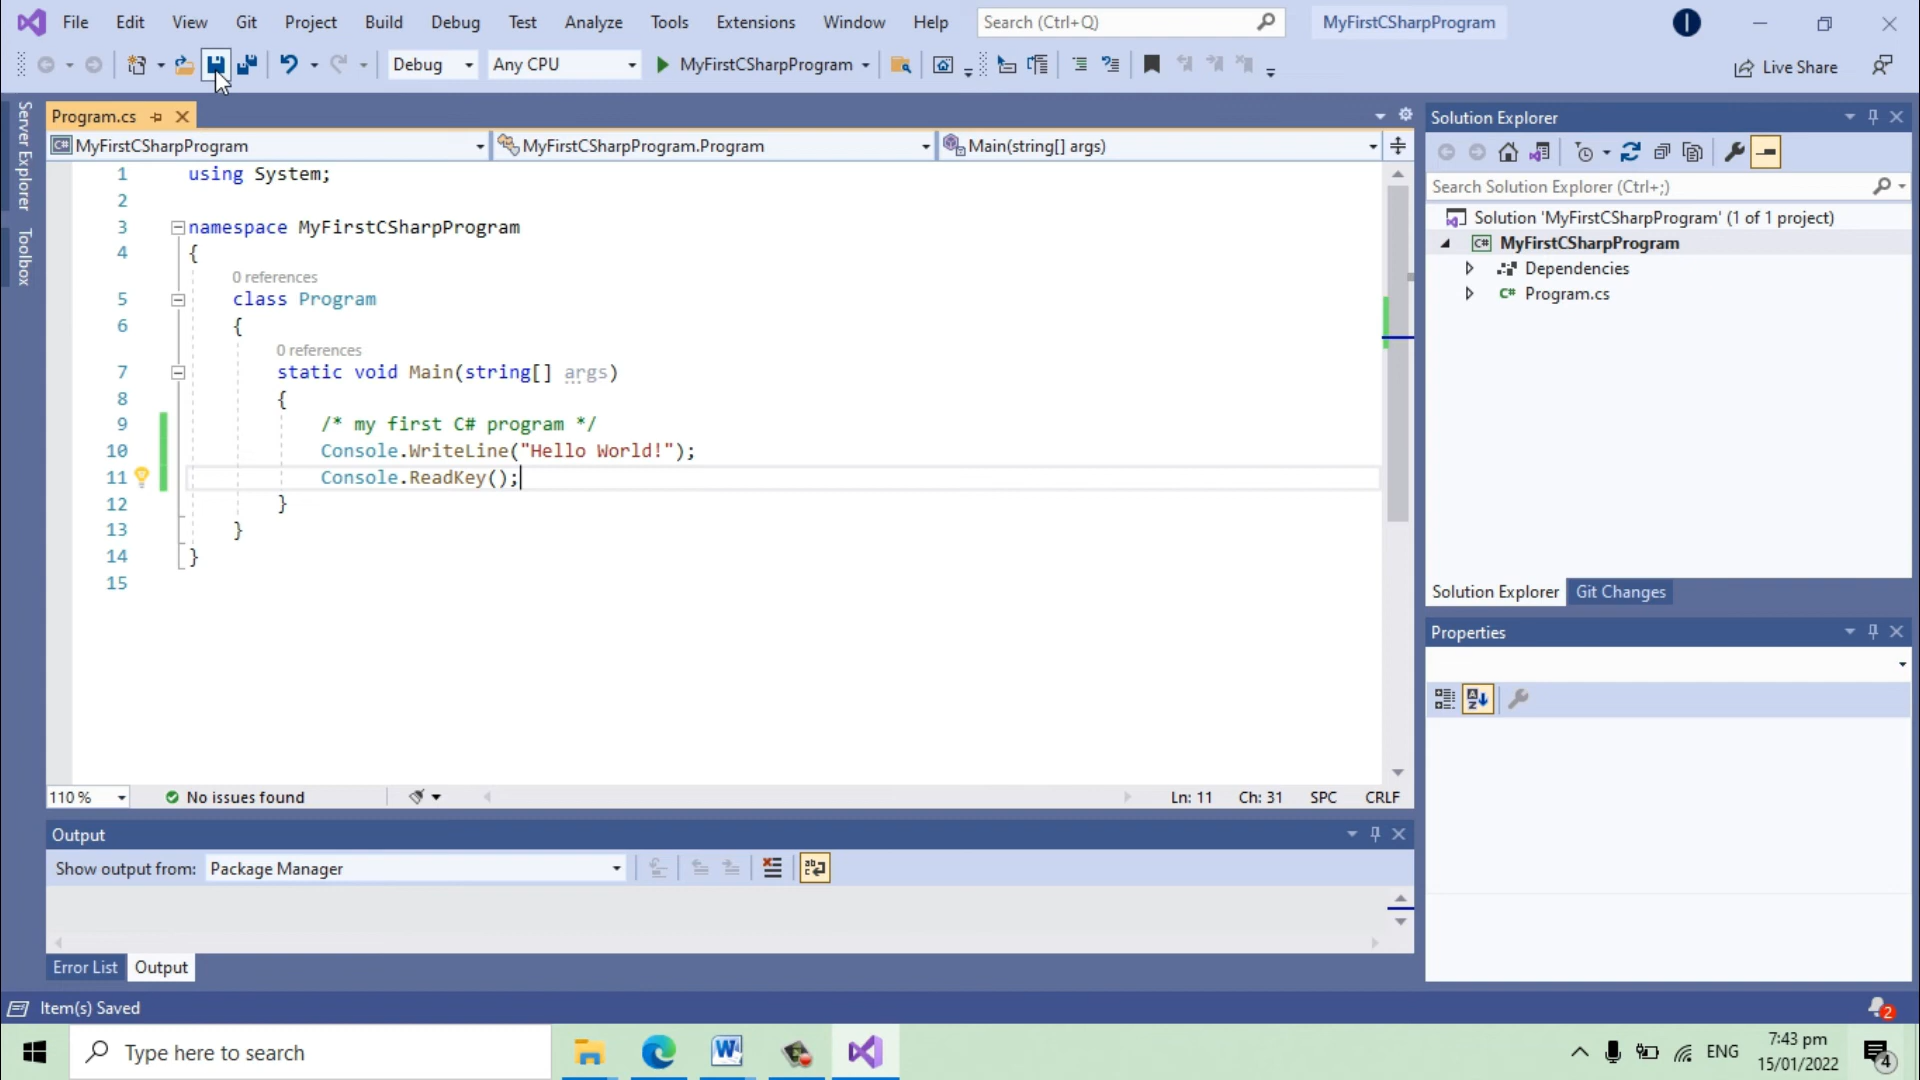 File Edit View Git Project Build Debug Test Analyze Tools Extensions Window Help Search (Ctrl+Q) MyFirstCSharpProgram
Debug Any CPU MyFirstCSharpProgram Live Share
Server Explorer
Toolbox
Program.cs
MyFirstCSharpProgram MyFirstCSharpProgram.Program Main(string[] args)
1 using System;
2
3 namespace MyFirstCSharpProgram
4 {
0 references
5 class Program
6 {
0 references
7 static void Main(string[] args)
8 {
9 /* my first C# program */
10 Console.WriteLine("Hello World!");
11 Console.ReadKey();
12 }
13 }
14 }
15
110 % No issues found Ln: 11 Ch: 31 SPC CRLF
Output
Show output from: Package Manager
Error List Output
Solution Explorer
Search Solution Explorer (Ctrl+;)
Solution 'MyFirstCSharpProgram' (1 of 1 project)
C# MyFirstCSharpProgram
Dependencies
C# Program.cs
Solution Explorer Git Changes
Properties
Item(s) Saved 2
Type here to search ENG 7:43 pm
15/01/2022 4